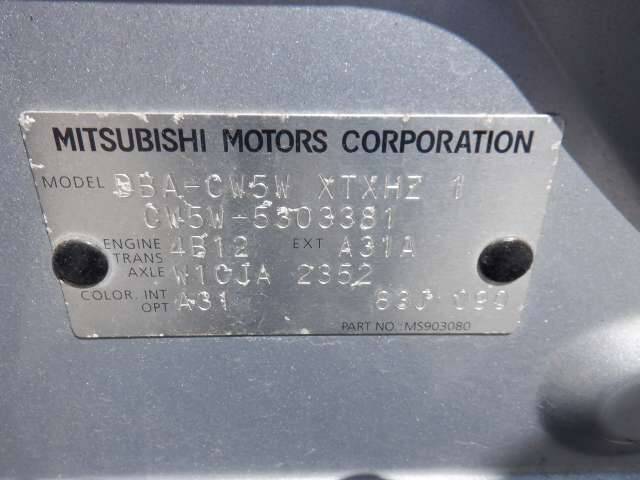 MITSUBISHI MOTORS CORPORATION
MODEL DBA-CW5W XTXHZ 1
CW5W-5303381
ENGINE 4B12 EXT A31A
TRANS
AXLE W1CJA 2352
COLOR. INT
OPT A31 63J 090
PART NO.: MS903080